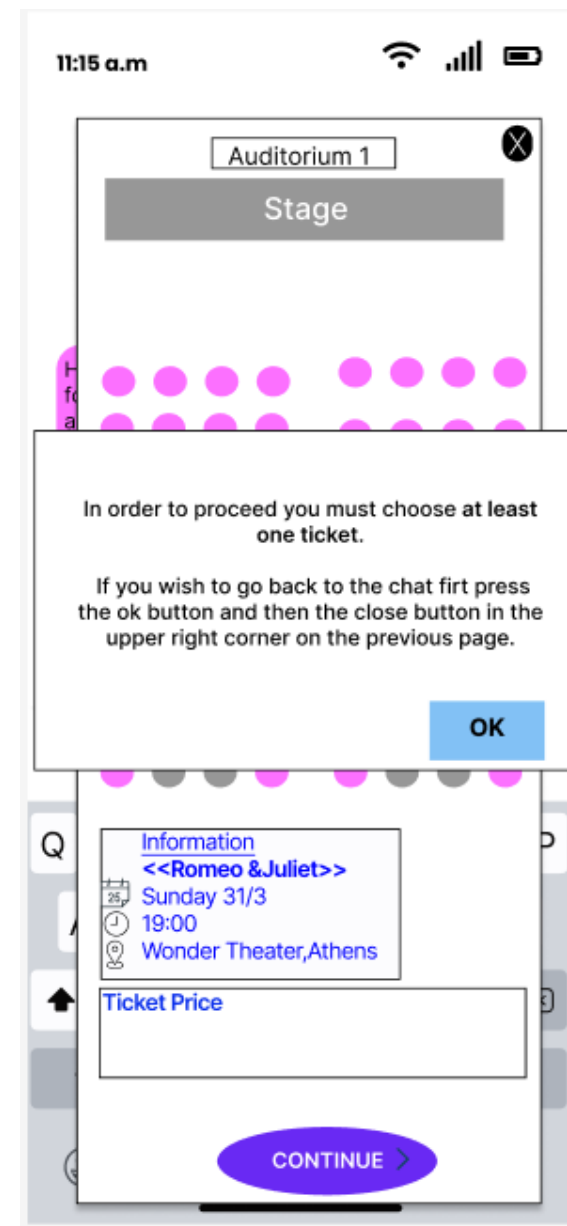 11:15 a.m
Auditorium 1
X
Stage
H
fo
a
In order to proceed you must choose at least
one ticket.
If you wish to go back to the chat firt press
the ok button and then the close button in the
upper right corner on the previous page.
OK
Q
P
A
Information
<<Romeo &Juliet>>
25
Sunday 31/3
19:00
Wonder Theater,Athens
Ticket Price
CONTINUE >